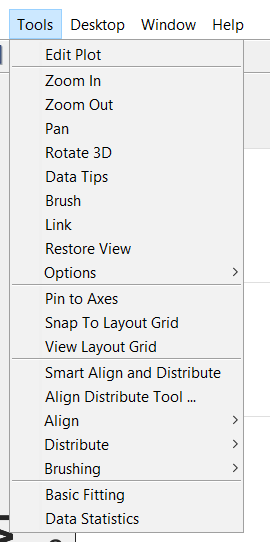 Tools Desktop Window Help
Edit Plot
Zoom In
Zoom Out
Pan
Rotate 3D
Data Tips
Brush
Link
Restore View
Options
Pin to Axes
Snap To Layout Grid
View Layout Grid
Smart Align and Distribute
Align Distribute Tool ...
Align
Distribute
Brushing
Basic Fitting
Data Statistics